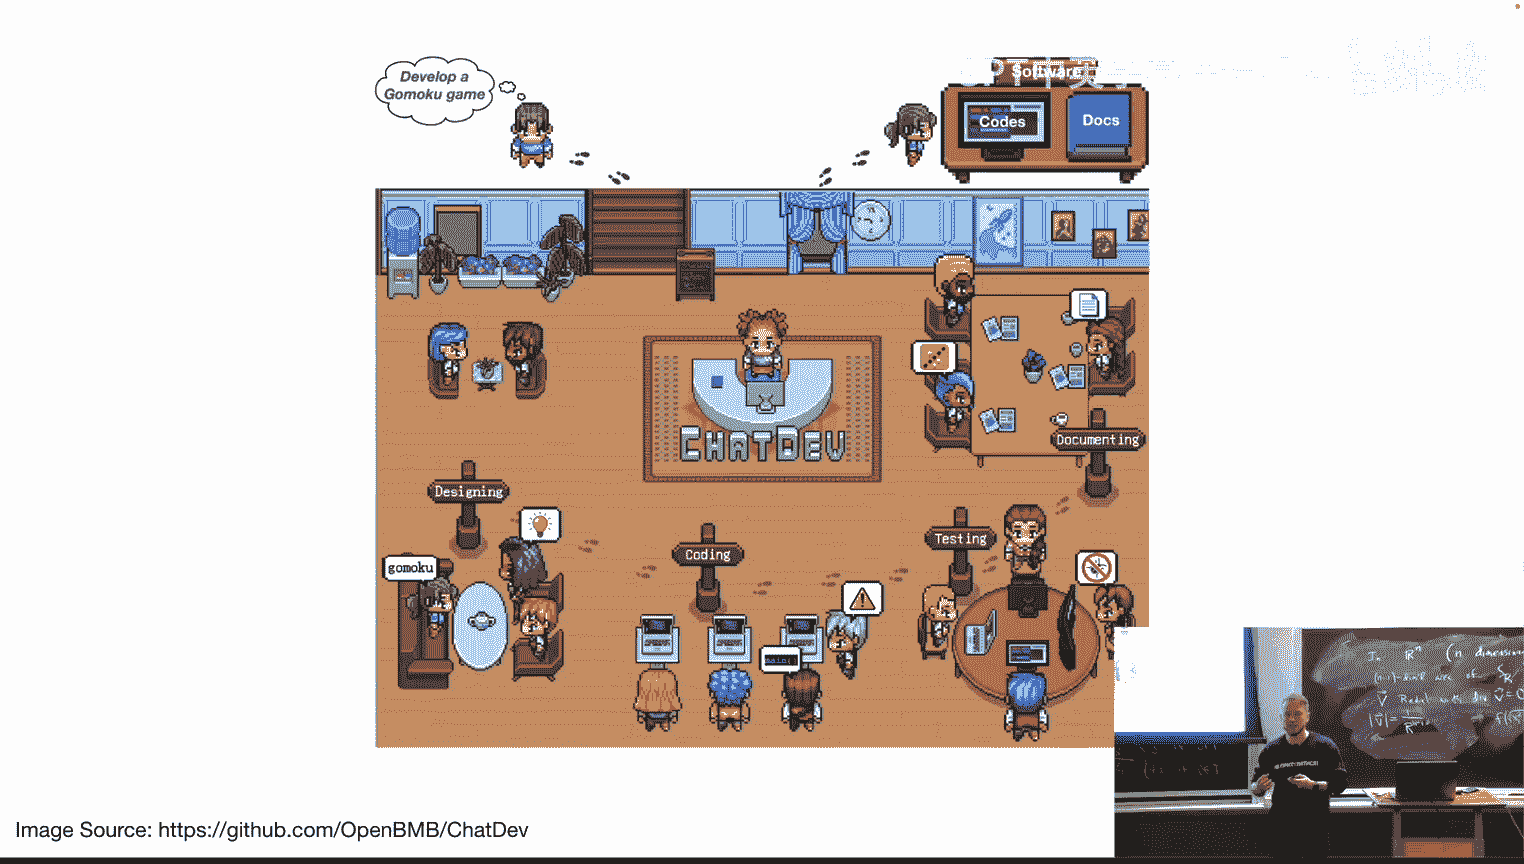 Develop a
Gomoku game
Software
Codes
Docs
CHATDEV
Documenting
Designing
gomoku
Coding
Testing
main()
Image Source: https://github.com/OpenBMB/ChatDev